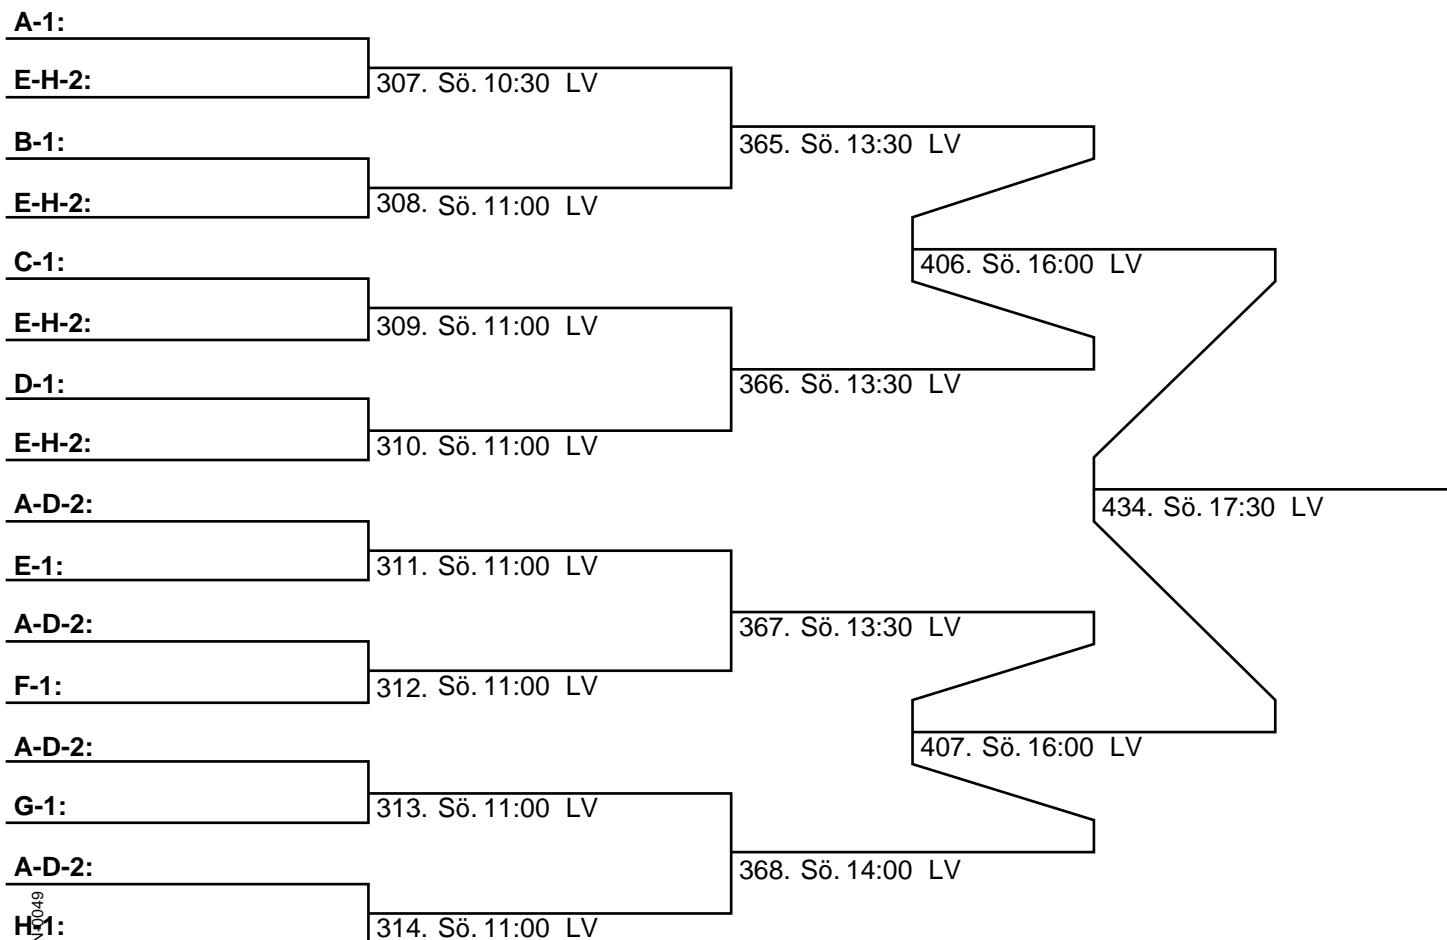 A-1:
E-H-2:
307. Sö. 10:30 LV
B-1:
365. Sö. 13:30 LV
E-H-2:
308. Sö. 11:00 LV
C-1:
406. Sö. 16:00 LV
E-H-2:
309. Sö. 11:00 LV
D-1:
366. Sö. 13:30 LV
E-H-2:
310. Sö. 11:00 LV
A-D-2:
434. Sö. 17:30 LV
E-1:
311. Sö. 11:00 LV
A-D-2:
367. Sö. 13:30 LV
F-1:
312. Sö. 11:00 LV
A-D-2:
407. Sö. 16:00 LV
G-1:
313. Sö. 11:00 LV
A-D-2:
368. Sö. 14:00 LV
H-1:
314. Sö. 11:00 LV